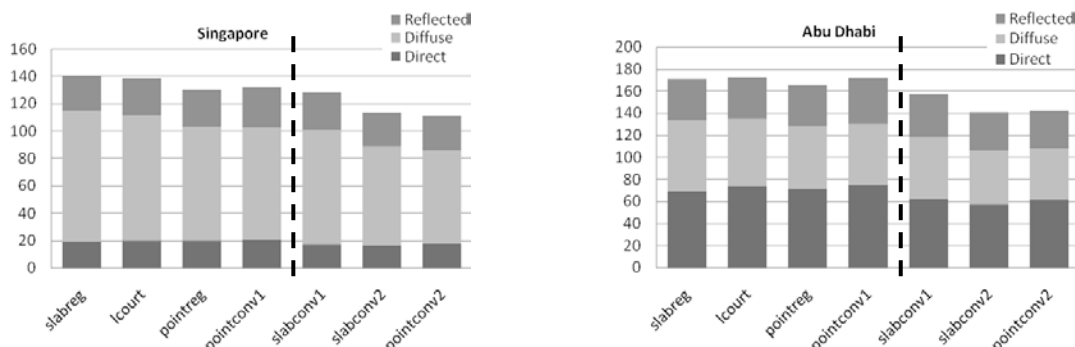 Singapore
Reflected
Diffuse
Direct
160
140
120
100
80
60
40
20
0
slabreg
lcourt
pointreg
pointconv1
slabconv1
slabconv2
pointconv2
Abu Dhabi
Reflected
Diffuse
Direct
200
180
160
140
120
100
80
60
40
20
0
slabreg
lcourt
pointreg
pointconv1
slabconv1
slabconv2
pointconv2